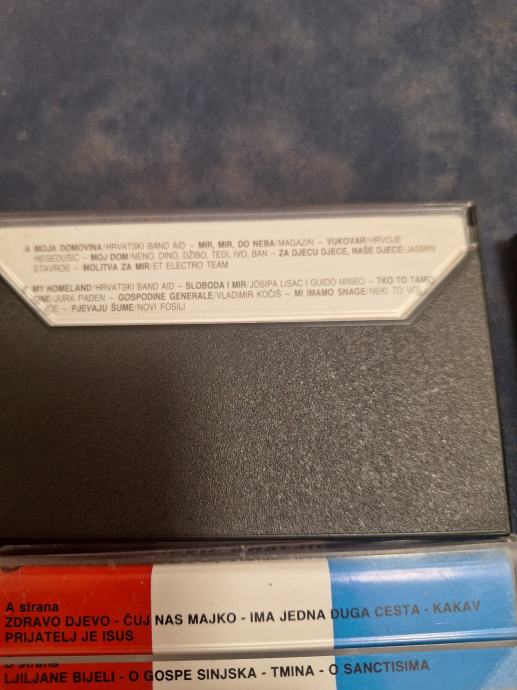 A MOJA DOMOVINA/HRVATSKI BAND AID – MIR, MIR, DO NEBA/MAGAZIN – VUKOVAR/HRVOJE
HEGEDUŠIĆ – MOJ DOM/NENO, DINO, DŽIBO, TEDI, IVO, BAN – ZA DJECU DJECE, NAŠE DJECE/JASMIN
STAVROS – MOLITVA ZA MIR/ET ELECTRO TEAM
MY HOMELAND/HRVATSKI BAND AID – SLOBODA I MIR/JOSIPA LISAC I GUIDO MINEO – TKO TO TAMO
GINE/JURA PADEN – GOSPODINE GENERALE/VLADIMIR KOČIŠ – MI IMAMO SNAGE/NEKI TO VOLE
– PJEVAJU ŠUME/NOVI FOSILI
A strana
ZDRAVO DJEVO - ČUJ NAS MAJKO - IMA JEDNA DUGA CESTA - KAKAV
PRIJATELJ JE ISUS
B strana
LJILJANE BIJELI - O GOSPE SINJSKA - TMINA - O SANCTISIMA